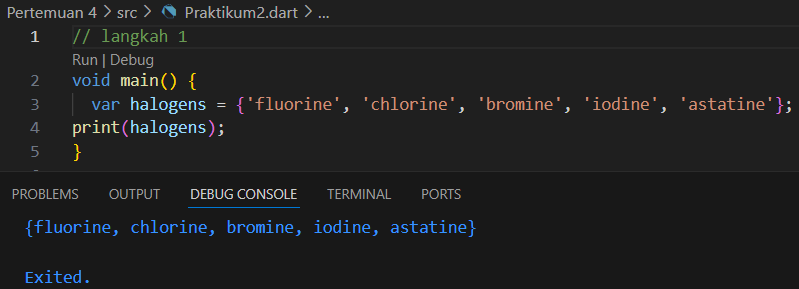 Pertemuan 4 > src > Praktikum2.dart > ...
1 // langkah 1
Run | Debug
2 void main() {
3 var halogens = {'fluorine', 'chlorine', 'bromine', 'iodine', 'astatine'};
4 print(halogens);
5 }
PROBLEMS OUTPUT DEBUG CONSOLE TERMINAL PORTS
{fluorine, chlorine, bromine, iodine, astatine}
Exited.